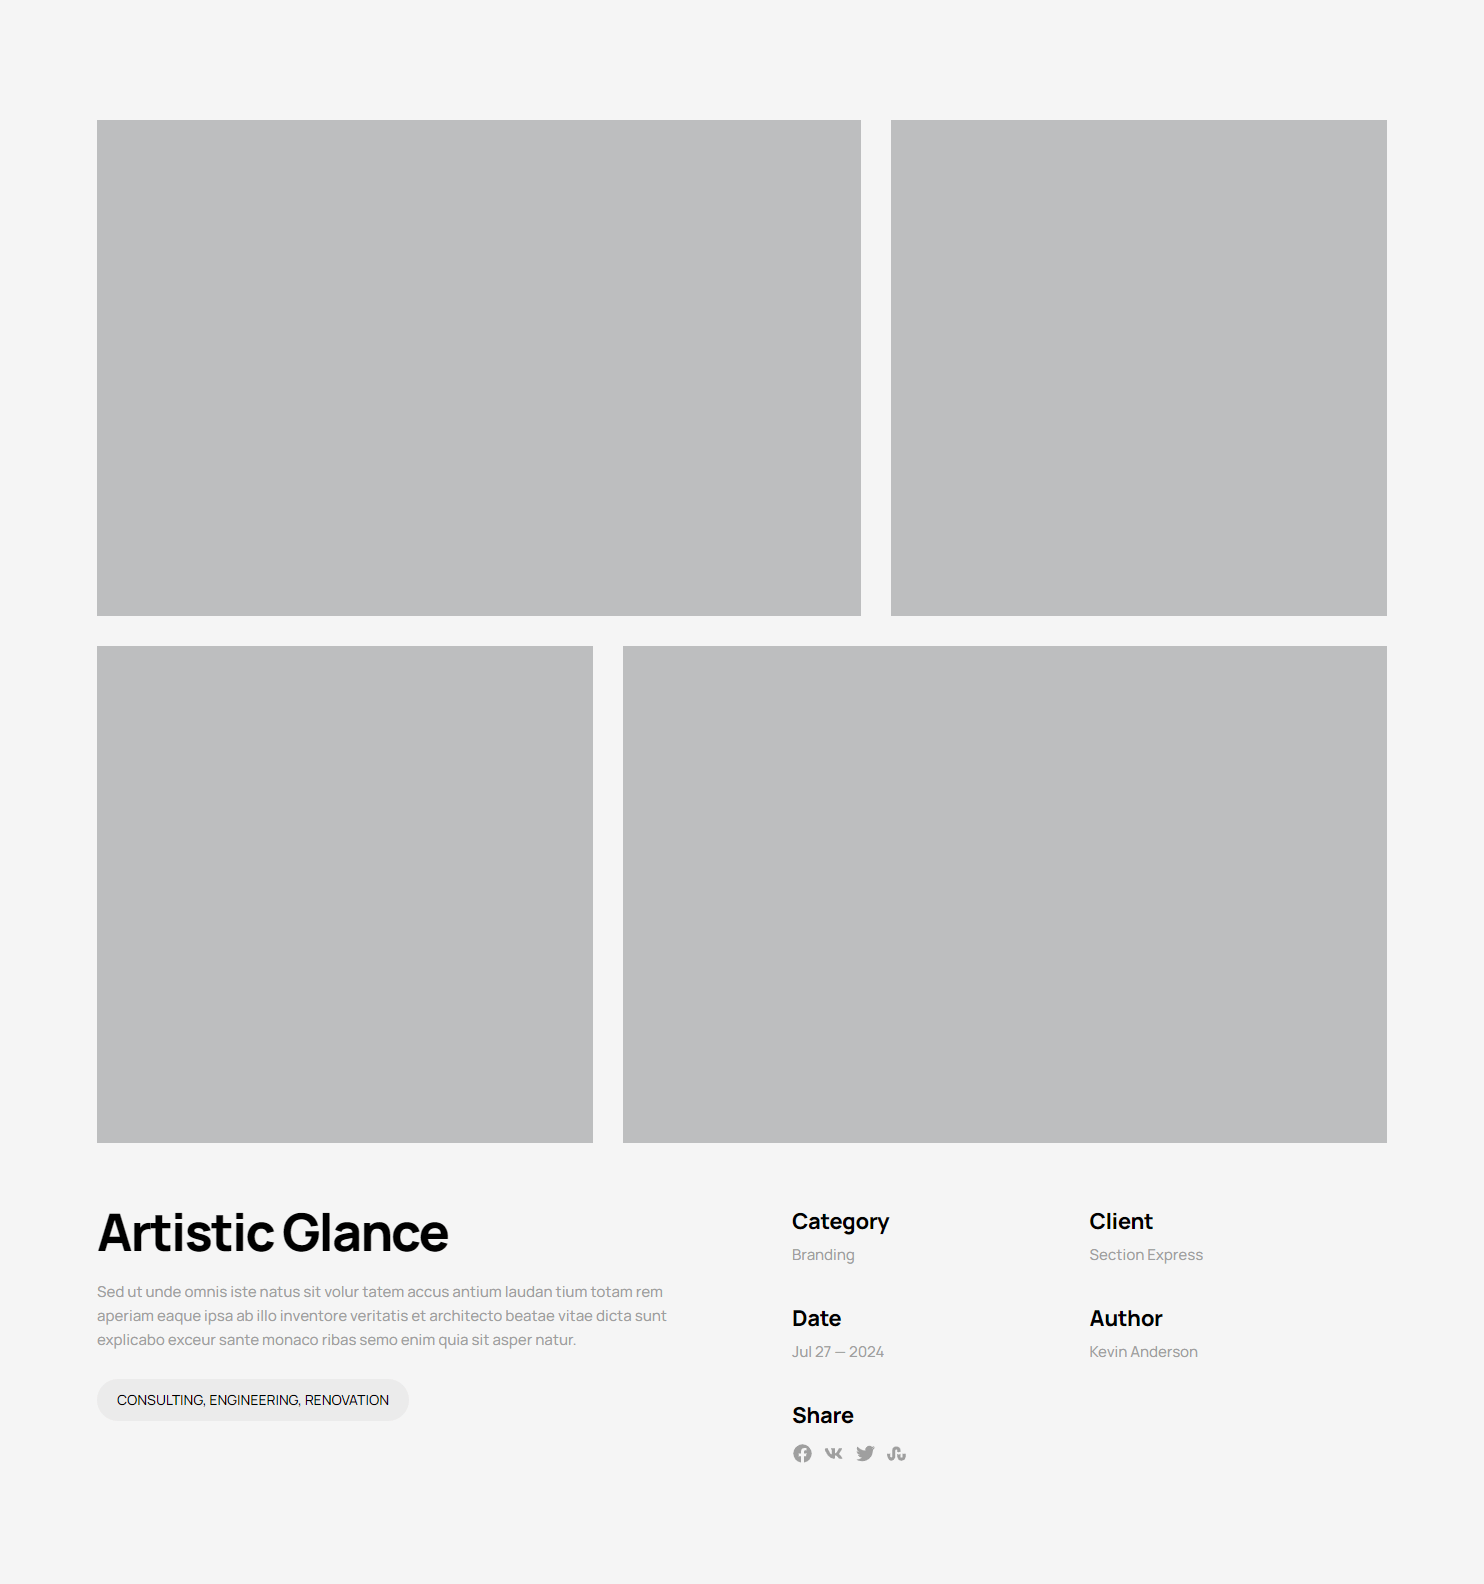 Artistic Glance
Sed ut unde omnis iste natus sit volur tatem accus antium laudan tium totam rem
aperiam eaque ipsa ab illo inventore veritatis et architecto beatae vitae dicta sunt
explicabo exceur sante monaco ribas semo enim quia sit asper natur.
CONSULTING, ENGINEERING, RENOVATION
Category
Branding
Client
Section Express
Date
Jul 27 — 2024
Author
Kevin Anderson
Share